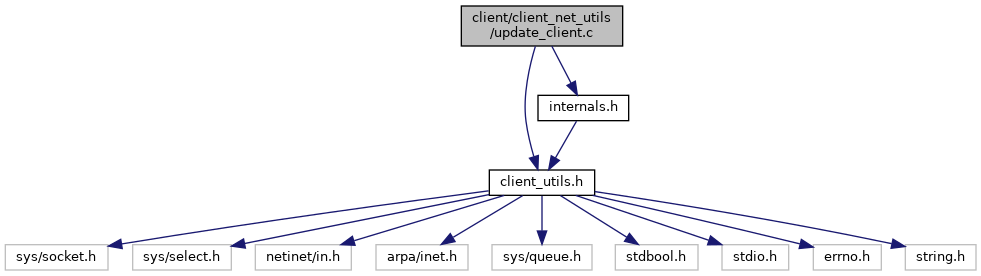 client/client_net_utils
/update_client.c
internals.h
client_utils.h
sys/socket.h
sys/select.h
netinet/in.h
arpa/inet.h
sys/queue.h
stdbool.h
stdio.h
errno.h
string.h